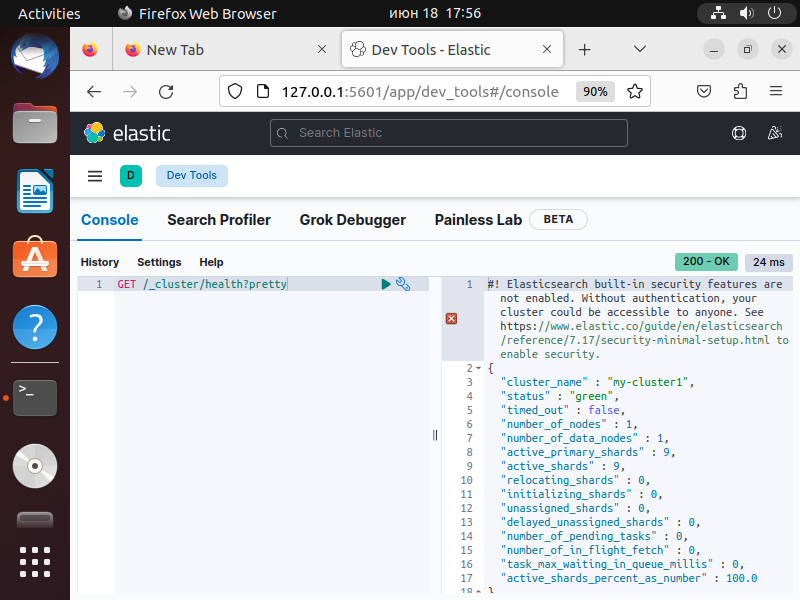 Activities
Firefox Web Browser
июн 18 17:56
New Tab
Dev Tools - Elastic
127.0.0.1:5601/app/dev_tools#/console
90%
elastic
Search Elastic
D
Dev Tools
Console
Search Profiler
Grok Debugger
Painless Lab
BETA
History
Settings
Help
200 - OK
24 ms
1 GET /_cluster/health?pretty
1 #! Elasticsearch built-in security features are
not enabled. Without authentication, your
cluster could be accessible to anyone. See
https://www.elastic.co/guide/en/elasticsearch
/reference/7.17/security-minimal-setup.html to
enable security.
2 {
3 "cluster_name" : "my-cluster1",
4 "status" : "green",
5 "timed_out" : false,
6 "number_of_nodes" : 1,
7 "number_of_data_nodes" : 1,
8 "active_primary_shards" : 9,
9 "active_shards" : 9,
10 "relocating_shards" : 0,
11 "initializing_shards" : 0,
12 "unassigned_shards" : 0,
13 "delayed_unassigned_shards" : 0,
14 "number_of_pending_tasks" : 0,
15 "number_of_in_flight_fetch" : 0,
16 "task_max_waiting_in_queue_millis" : 0,
17 "active_shards_percent_as_number" : 100.0
18 }